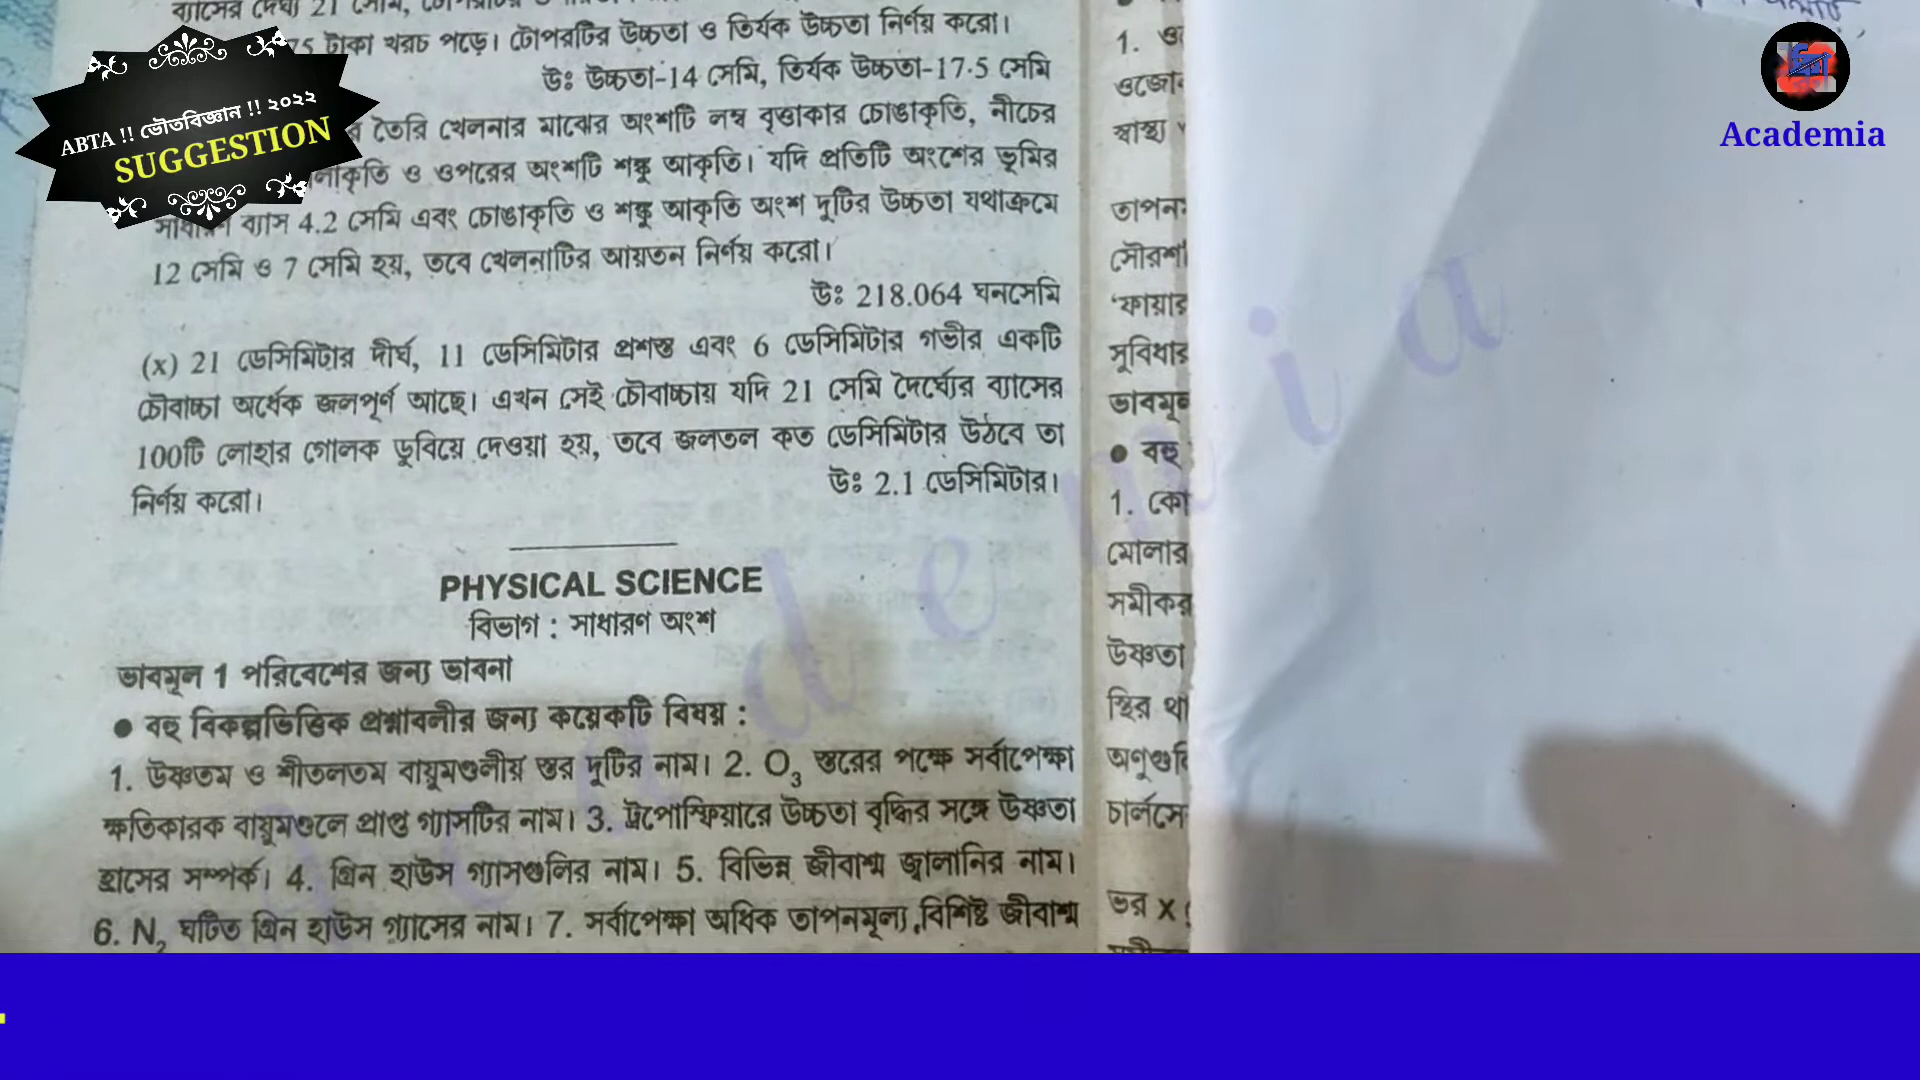 ব্যাসের দৈর্ঘ্য 21 সেমি,
75 টাকা খরচ পড়ে। টোপরটির উচ্চতা ও তির্যক উচ্চতা নির্ণয় করো।
উঃ উচ্চতা-14 সেমি, তির্যক উচ্চতা-17.5 সেমি
তৈরি খেলনার মাঝের অংশটি লম্ব বৃত্তাকার চোঙাকৃতি, নীচের
ও ওপরের অংশটি শঙ্কু আকৃতি। যদি প্রতিটি অংশের ভূমির
সাধারণ ব্যাস 4.2 সেমি এবং চোঙাকৃতি ও শঙ্কু আকৃতি অংশ দুটির উচ্চতা যথাক্রমে
12 সেমি ও 7 সেমি হয়, তবে খেলনাটির আয়তন নির্ণয় করো।
উঃ 218.064 ঘনসেমি
(x) 21 ডেসিমিটার দীর্ঘ, 11 ডেসিমিটার প্রশস্ত এবং 6 ডেসিমিটার গভীর একটি
চৌবাচ্চা অর্ধেক জলপূর্ণ আছে। এখন সেই চৌবাচ্চায় যদি 21 সেমি দৈর্ঘ্যের ব্যাসের
100টি লোহার গোলক ডুবিয়ে দেওয়া হয়, তবে জলতল কত ডেসিমিটার উঠবে তা
নির্ণয় করো।
উঃ 2.1 ডেসিমিটার।
PHYSICAL SCIENCE
বিভাগ : সাধারণ অংশ
ভাবমূল 1 পরিবেশের জন্য ভাবনা
● বহু বিকল্পভিত্তিক প্রশ্নাবলীর জন্য কয়েকটি বিষয় :
1. উষ্ণতম ও শীতলতম বায়ুমণ্ডলীয় স্তর দুটির নাম। 2. O₃ স্তরের পক্ষে সর্বাপেক্ষা
ক্ষতিকারক বায়ুমণ্ডলে প্রাপ্ত গ্যাসটির নাম। 3. ট্রপোস্ফিয়ারে উচ্চতা বৃদ্ধির সঙ্গে উষ্ণতা
হ্রাসের সম্পর্ক। 4. গ্রিন হাউস গ্যাসগুলির নাম। 5. বিভিন্ন জীবাশ্ম জ্বালানির নাম।
6. N₂ ঘটিত গ্রিন হাউস গ্যাসের নাম। 7. সর্বাপেক্ষা অধিক তাপনমূল্য বিশিষ্ট জীবাশ্ম
1.
স্বাস্থ্য
● বহু
1.
উষ্ণতা
ভর x
ABTA !! ভৌতবিজ্ঞান !! ২০২২
SUGGESTION
Academia